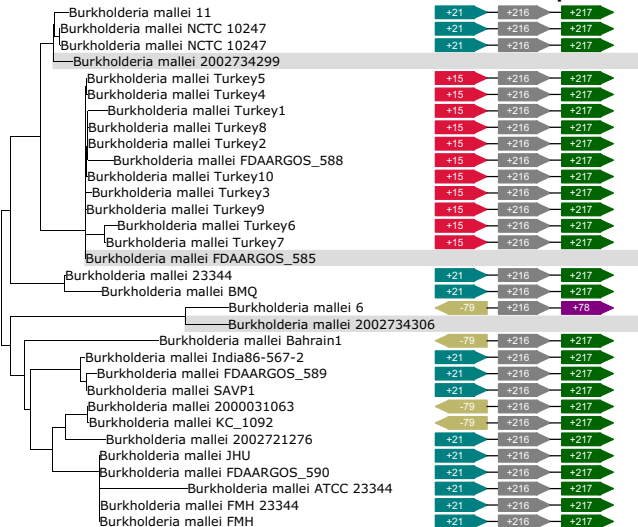 Burkholderia mallei 11 +21 +216 +217
Burkholderia mallei NCTC 10247 +21 +216 +217
Burkholderia mallei NCTC 10247 +21 +216 +217
Burkholderia mallei 2002734299
Burkholderia mallei Turkey5 +15 +216 +217
Burkholderia mallei Turkey4 +15 +216 +217
Burkholderia mallei Turkey1 +15 +216 +217
Burkholderia mallei Turkey8 +15 +216 +217
Burkholderia mallei Turkey2 +15 +216 +217
Burkholderia mallei FDAARGOS_588 +15 +216 +217
Burkholderia mallei Turkey10 +15 +216 +217
Burkholderia mallei Turkey3 +15 +216 +217
Burkholderia mallei Turkey9 +15 +216 +217
Burkholderia mallei Turkey6 +15 +216 +217
Burkholderia mallei Turkey7 +15 +216 +217
Burkholderia mallei FDAARGOS_585
Burkholderia mallei 23344 +21 +216 +217
Burkholderia mallei BMQ +21 +216 +217
Burkholderia mallei 6 -79 +216 +78
Burkholderia mallei 2002734306
Burkholderia mallei Bahrain1 -79 +216 +217
Burkholderia mallei India86-567-2 +21 +216 +217
Burkholderia mallei FDAARGOS_589 +21 +216 +217
Burkholderia mallei SAVP1 +21 +216 +217
Burkholderia mallei 2000031063 -79 +216 +217
Burkholderia mallei KC_1092 -79 +216 +217
Burkholderia mallei 2002721276 +21 +216 +217
Burkholderia mallei JHU +21 +216 +217
Burkholderia mallei FDAARGOS_590 +21 +216 +217
Burkholderia mallei ATCC 23344 +21 +216 +217
Burkholderia mallei FMH 23344 +21 +216 +217
Burkholderia mallei FMH +21 +216 +217